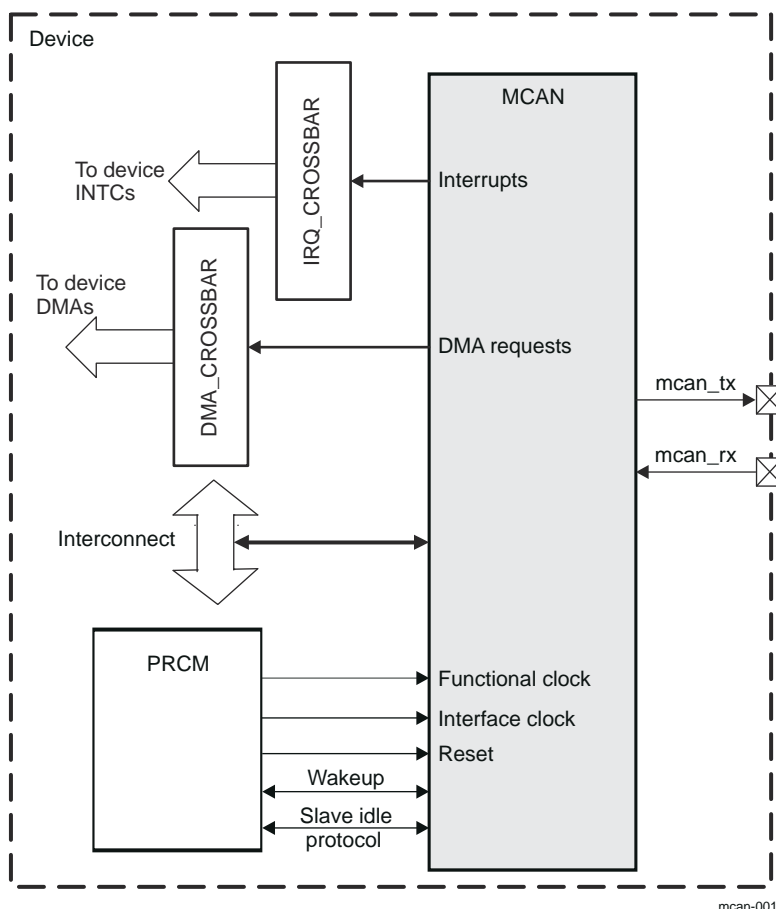 Device
MCAN
IRQ_CROSSBAR
To device
INTCs
Interrupts
DMA_CROSSBAR
To device
DMAs
DMA requests
mcan_tx
mcan_rx
Interconnect
PRCM
Functional clock
Interface clock
Reset
Wakeup
Slave idle
protocol
mcan-001